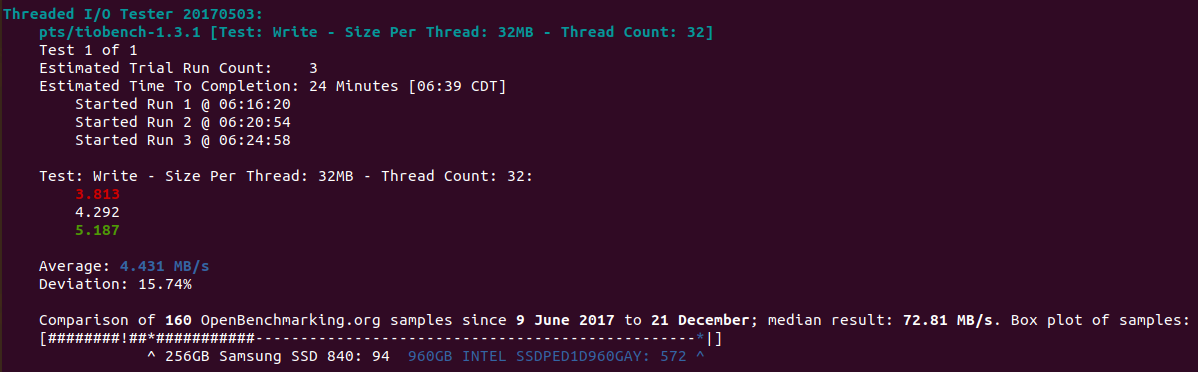 Threaded I/O Tester 20170503:
pts/tiobench-1.3.1 [Test: Write - Size Per Thread: 32MB - Thread Count: 32]
Test 1 of 1
Estimated Trial Run Count:    3
Estimated Time To Completion: 24 Minutes [06:39 CDT]
Started Run 1 @ 06:16:20
Started Run 2 @ 06:20:54
Started Run 3 @ 06:24:58
Test: Write - Size Per Thread: 32MB - Thread Count: 32:
3.813
4.292
5.187
Average: 4.431 MB/s
Deviation: 15.74%
Comparison of 160 OpenBenchmarking.org samples since 9 June 2017 to 21 December; median result: 72.81 MB/s. Box plot of samples:
[########!##*###########-------------------------------------------------*|]
^ 256GB Samsung SSD 840: 94  960GB INTEL SSDPED1D960GAY: 572 ^